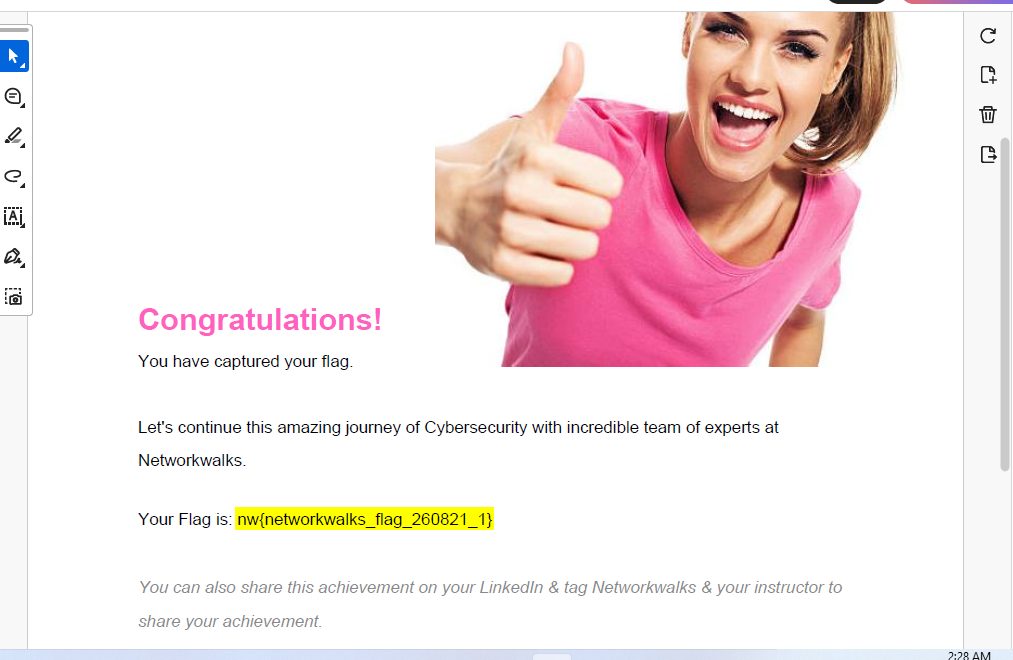 Congratulations!
You have captured your flag.
Let's continue this amazing journey of Cybersecurity with incredible team of experts at
Networkwalks.
Your Flag is: nw{networkwalks_flag_260821_1}
You can also share this achievement on your LinkedIn & tag Networkwalks & your instructor to
share your achievement.
2:28 AM